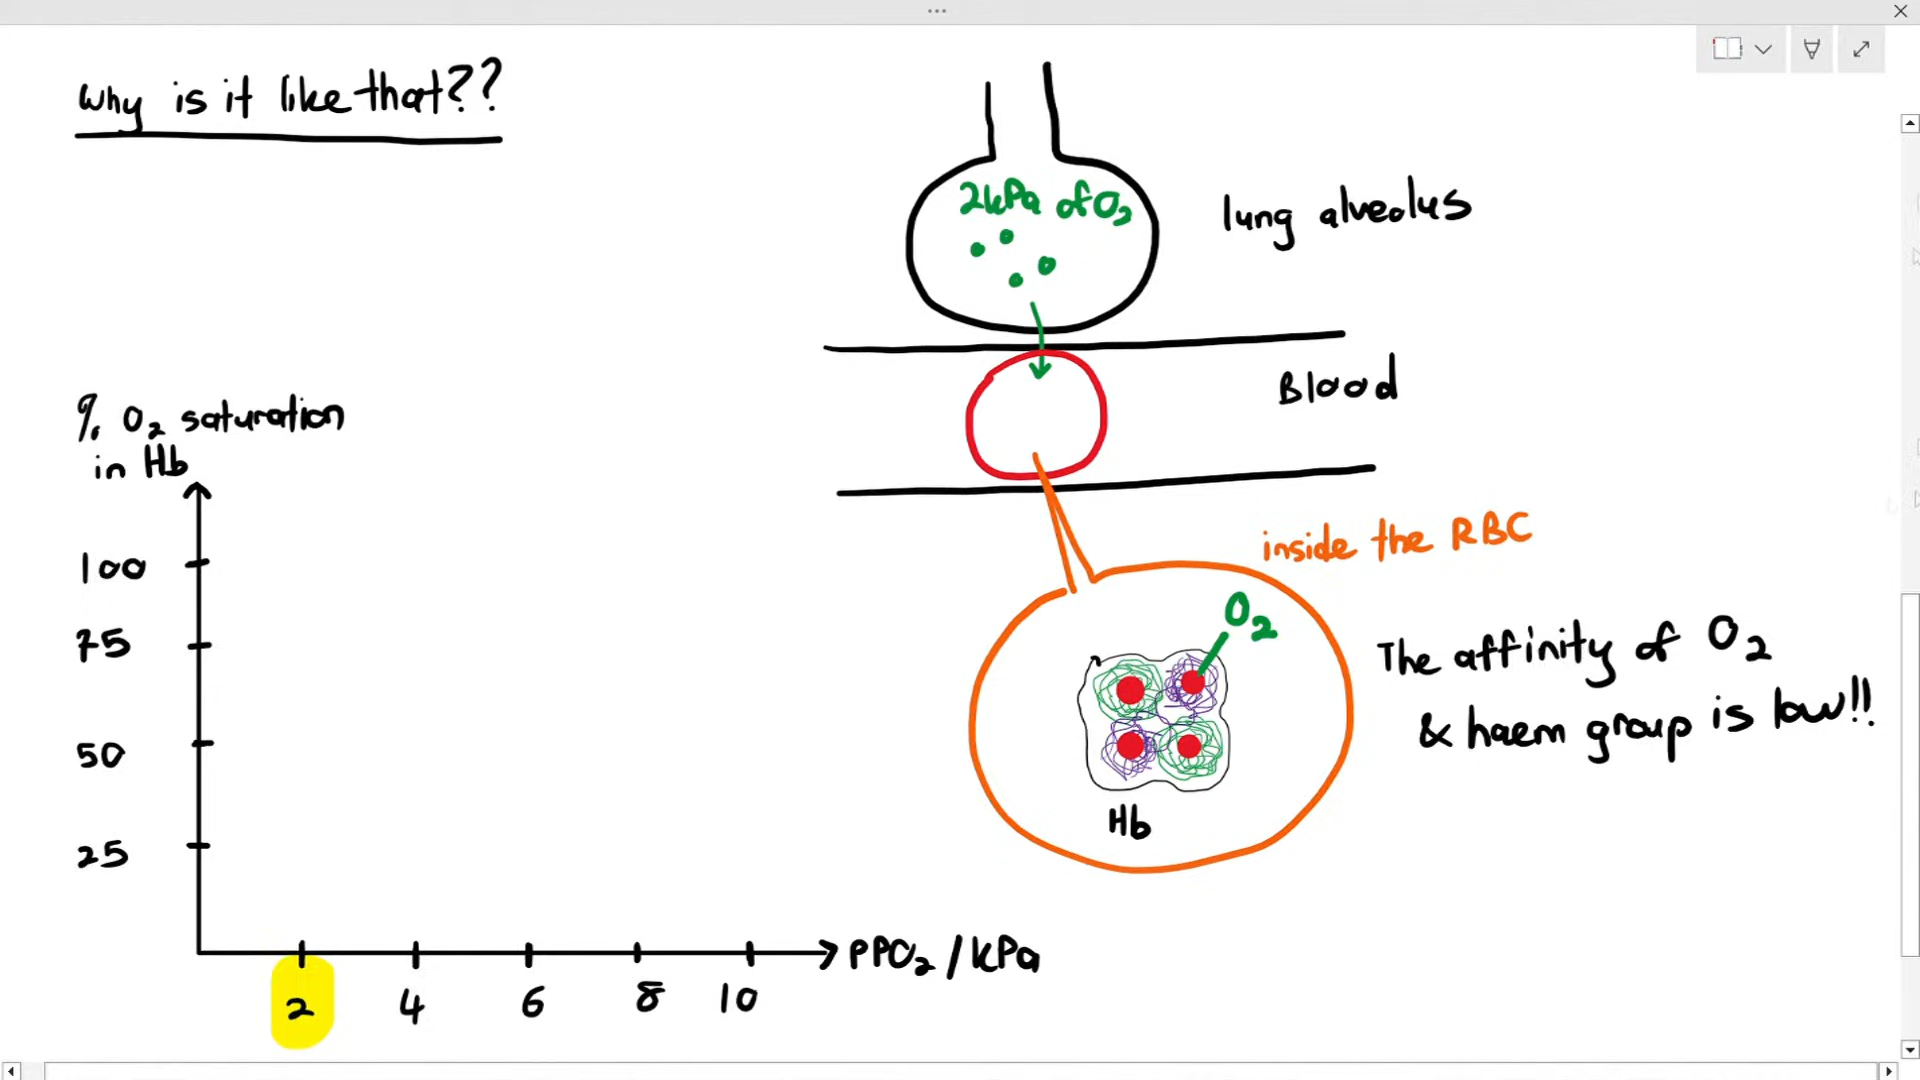 Why is it like that??
2kPa of O₂
lung alveolus
Blood
% O₂ saturation
in Hb
100
75
50
25
2
4
6
8
10
PPO₂ / kPa
inside the RBC
O₂
Hb
The affinity of O₂
& haem group is low!!